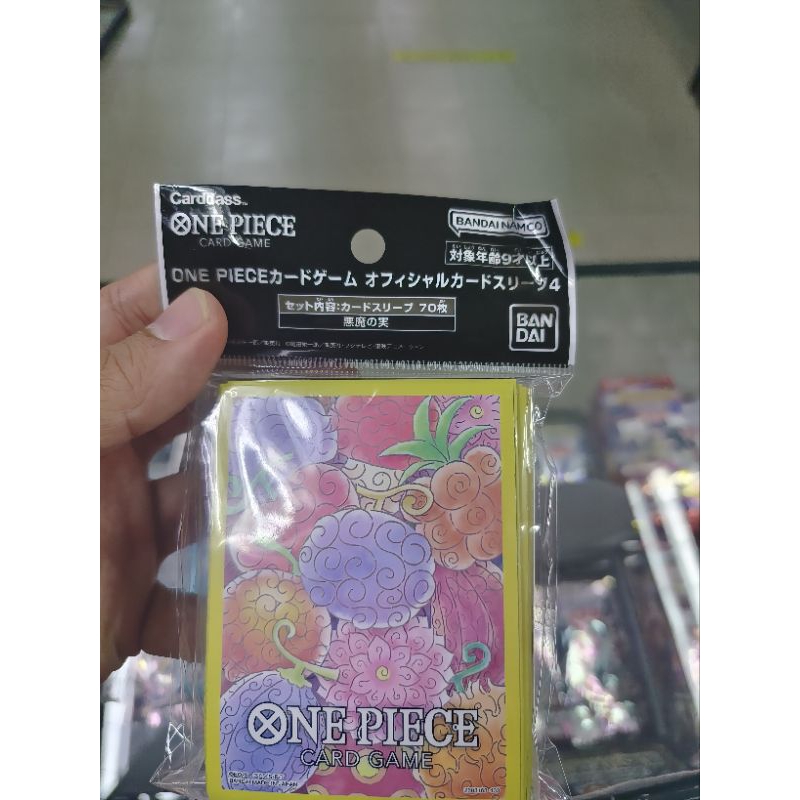 Carddass™
ONE PIECE
CARD GAME
BANDAI NAMCO
対象年齢9才以上
ONE PIECEカードゲーム オフィシャルカードスリーブ4
セット内容:カードスリーブ 70枚
悪魔の実
BAN
DAI
ONE PIECE
CARD GAME